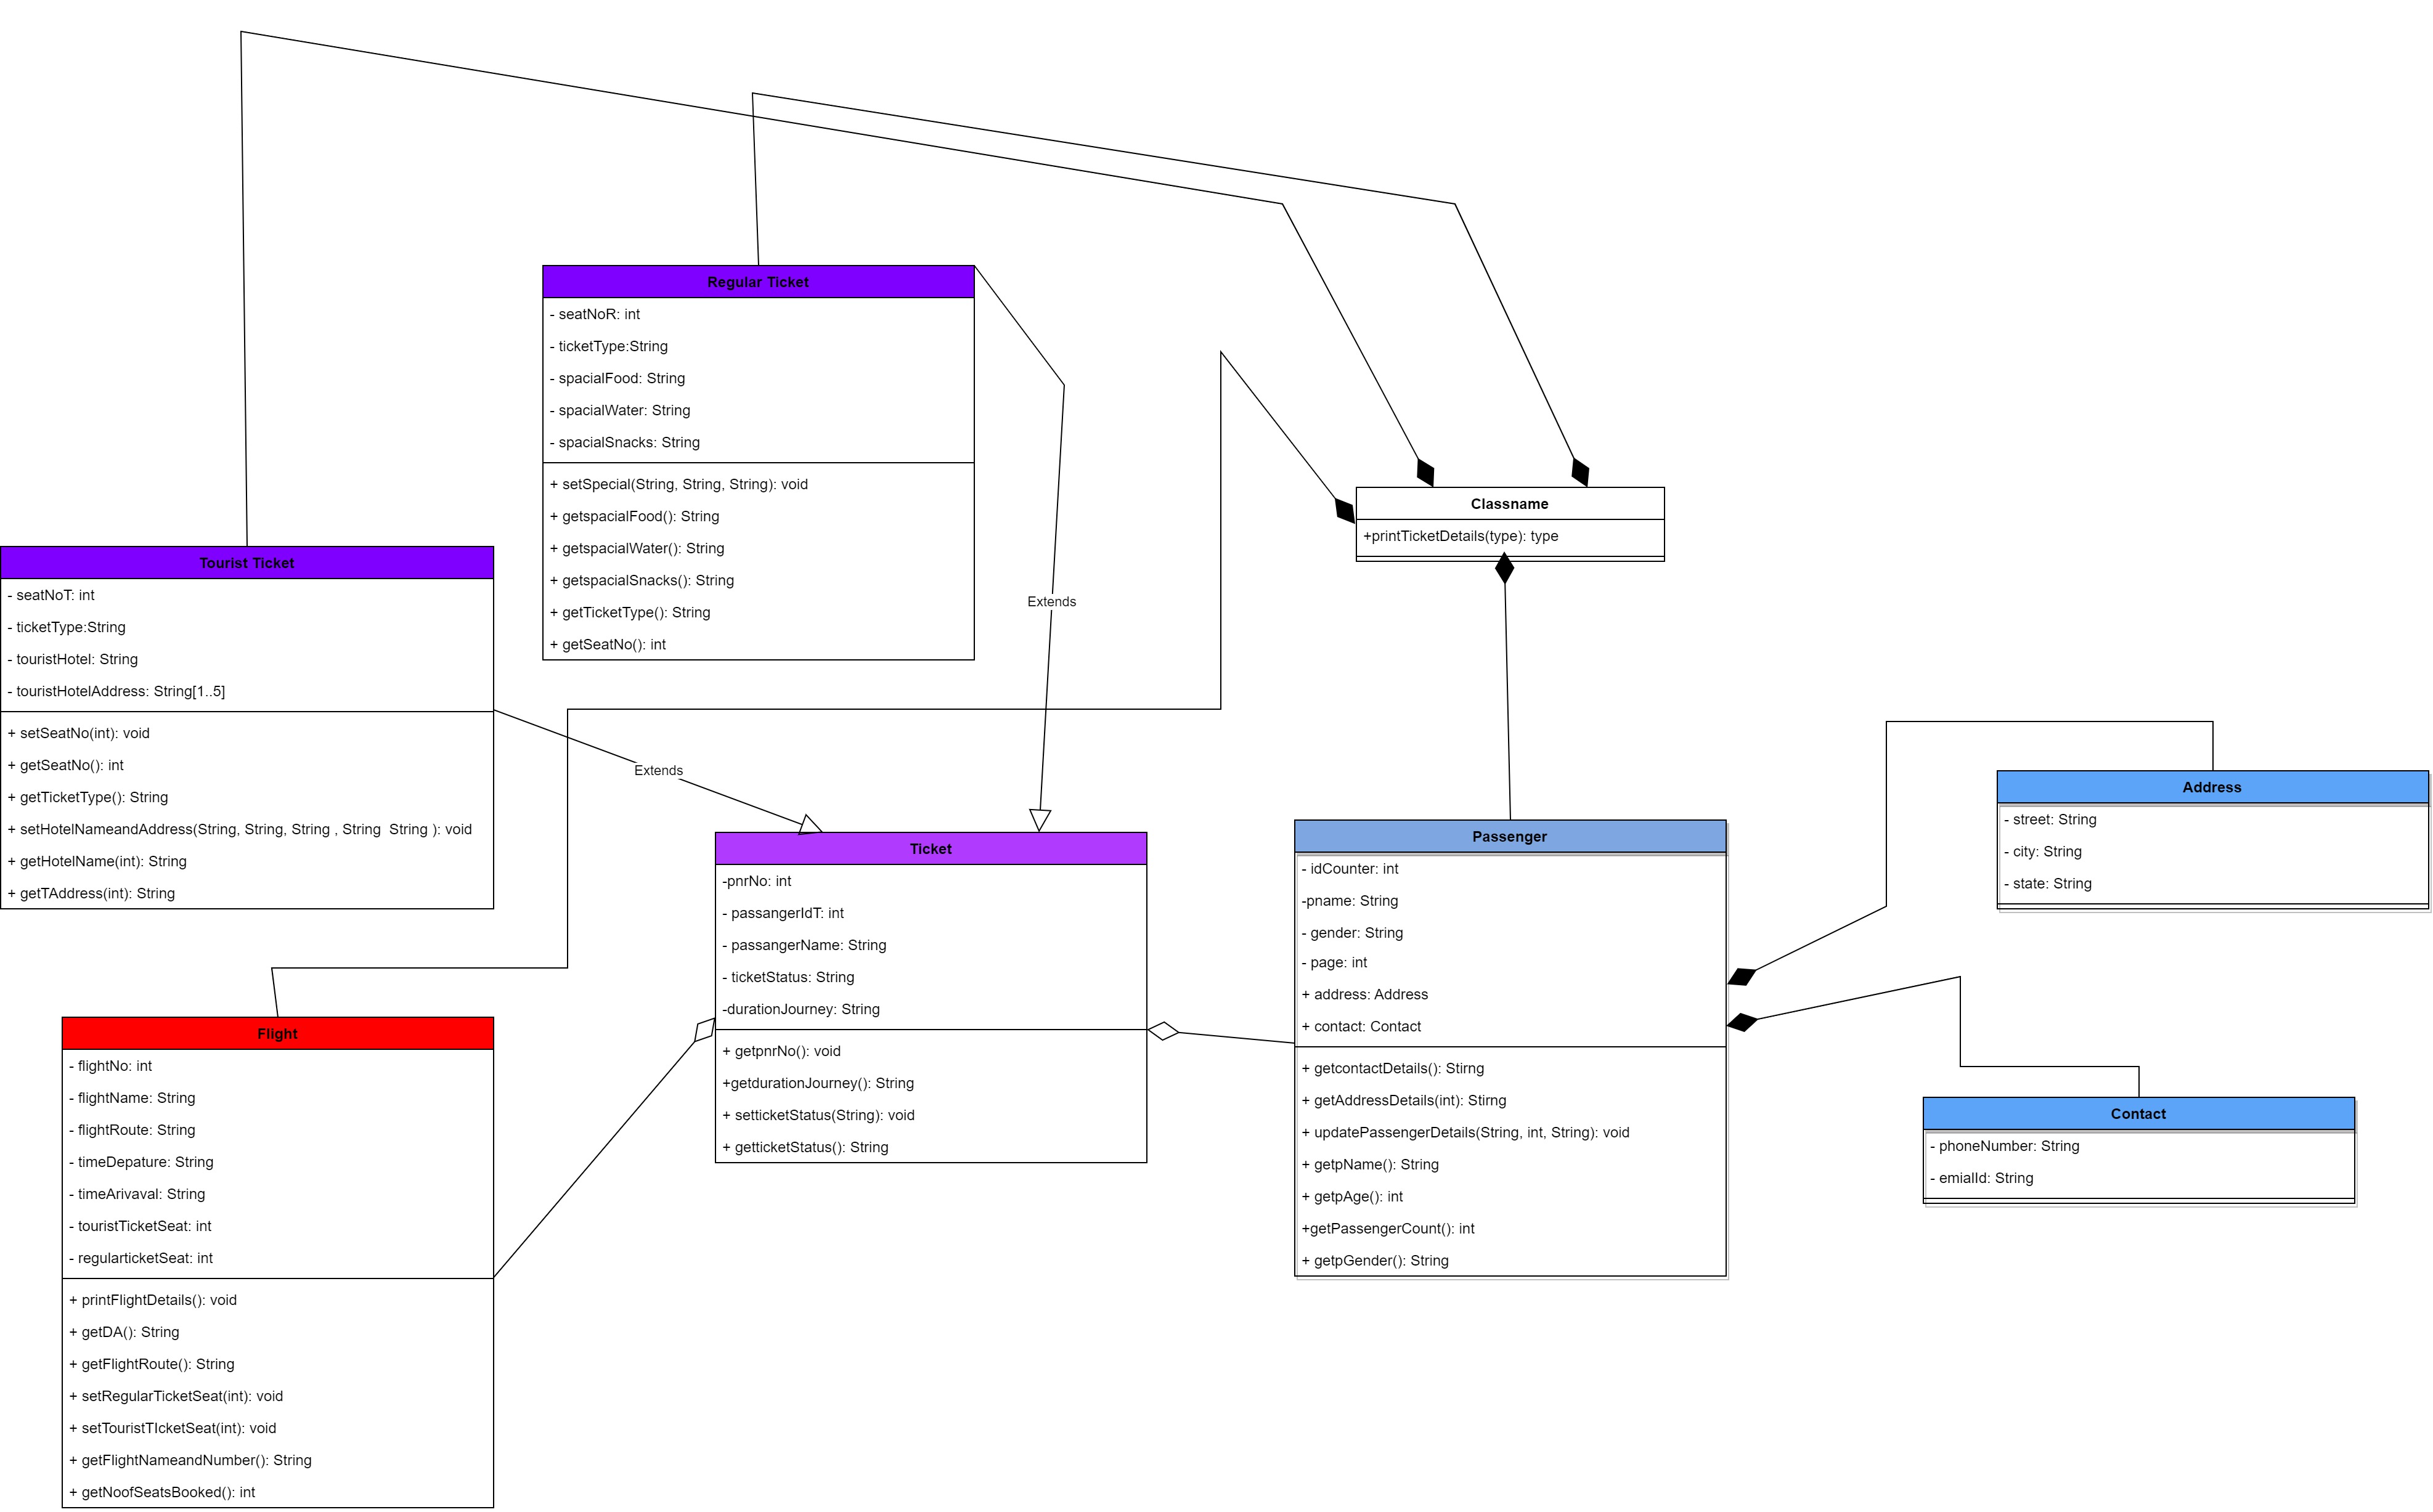 Regular Ticket
- seatNoR: int
- ticketType:String
- spacialFood: String
- spacialWater: String
- spacialSnacks: String
+ setSpecial(String, String, String): void
+ getspacialFood(): String
+ getspacialWater(): String
+ getspacialSnacks(): String
+ getTicketType(): String
+ getSeatNo(): int
Classname
+printTicketDetails(type): type
Tourist Ticket
- seatNoT: int
- ticketType:String
- touristHotel: String
- touristHotelAddress: String[1..5]
+ setSeatNo(int): void
+ getSeatNo(): int
+ getTicketType(): String
+ setHotelNameandAddress(String, String, String , String  String ): void
+ getHotelName(int): String
+ getTAddress(int): String
Extends
Extends
Ticket
-pnrNo: int
- passangerIdT: int
- passangerName: String
- ticketStatus: String
-durationJourney: String
+ getpnrNo(): void
+getdurationJourney(): String
+ setticketStatus(String): void
+ getticketStatus(): String
Passenger
- idCounter: int
-pname: String
- gender: String
- page: int
+ address: Address
+ contact: Contact
+ getcontactDetails(): Stirng
+ getAddressDetails(int): Stirng
+ updatePassengerDetails(String, int, String): void
+ getpName(): String
+ getpAge(): int
+getPassengerCount(): int
+ getpGender(): String
Address
- street: String
- city: String
- state: String
Contact
- phoneNumber: String
- emialId: String
Flight
- flightNo: int
- flightName: String
- flightRoute: String
- timeDepature: String
- timeArivaval: String
- touristTicketSeat: int
- regularticketSeat: int
+ printFlightDetails(): void
+ getDA(): String
+ getFlightRoute(): String
+ setRegularTicketSeat(int): void
+ setTouristTIcketSeat(int): void
+ getFlightNameandNumber(): String
+ getNoofSeatsBooked(): int